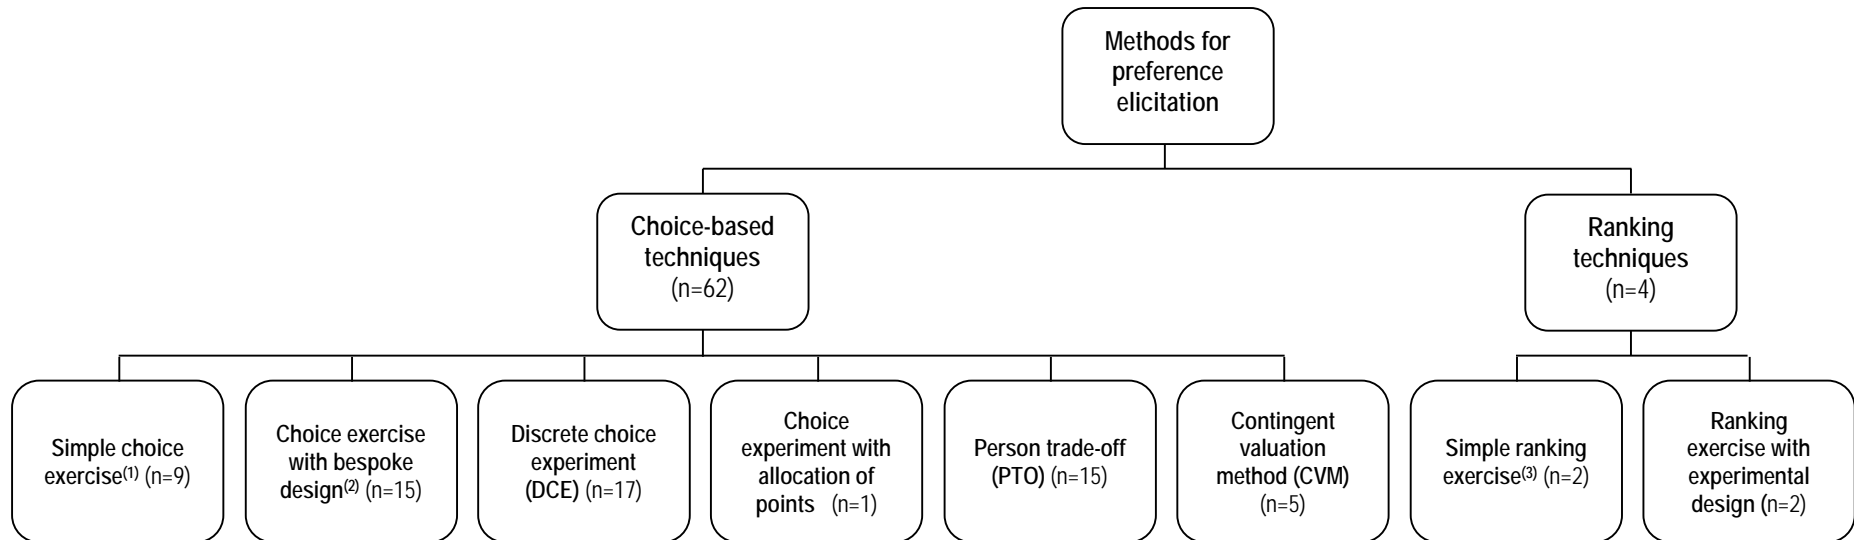 Methods for
preference
elicitation
Choice-based
techniques
(n=62)
Ranking
techniques
(n=4)
Simple choice
exercise(1) (n=9)
Choice exercise
with bespoke
design(2) (n=15)
Discrete choice
experiment
(DCE) (n=17)
Choice
experiment with
allocation of
points (n=1)
Person trade-off
(PTO) (n=15)
Contingent
valuation
method (CVM)
(n=5)
Simple ranking
exercise(3) (n=2)
Ranking
exercise with
experimental
design (n=2)